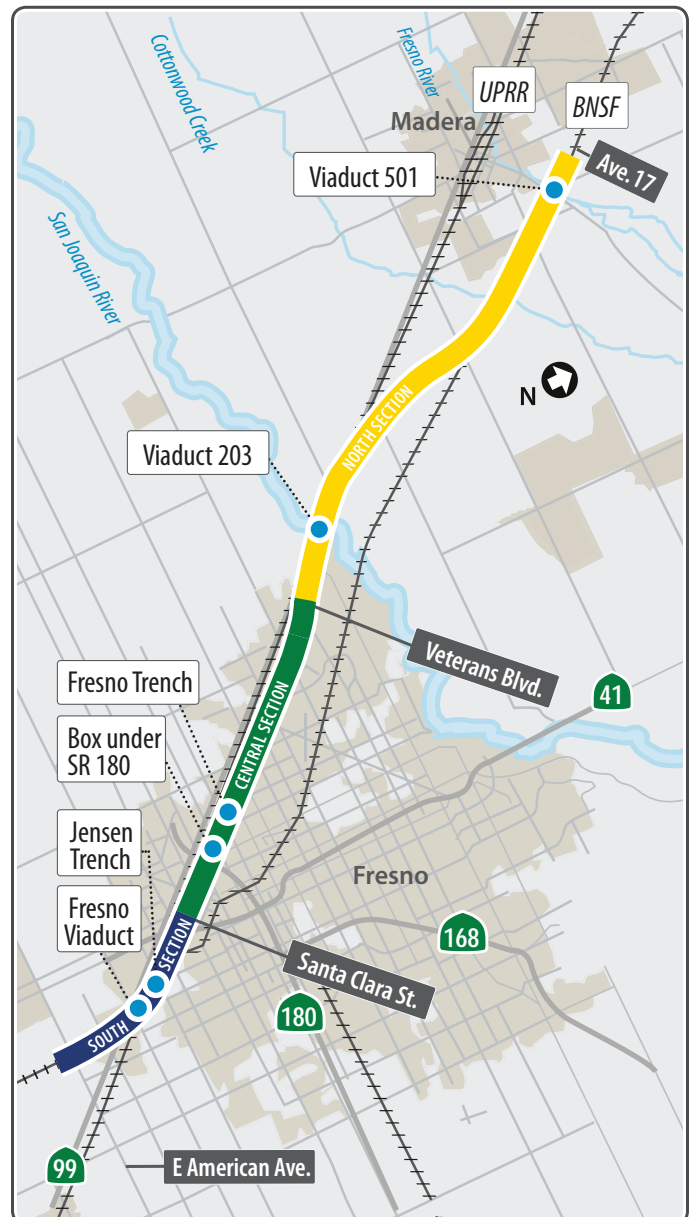 Cottonwood Creek
Fresno River
UPRR
BNSF
Madera
Ave. 17
Viaduct 501
San Joaquin River
N
NORTH SECTION
Viaduct 203
Veterans Blvd.
41
Fresno Trench
CENTRAL SECTION
Box under
SR 180
Jensen
Trench
Fresno
Fresno
Viaduct
168
Santa Clara St.
SOUTH SECTION
180
99
E American Ave.